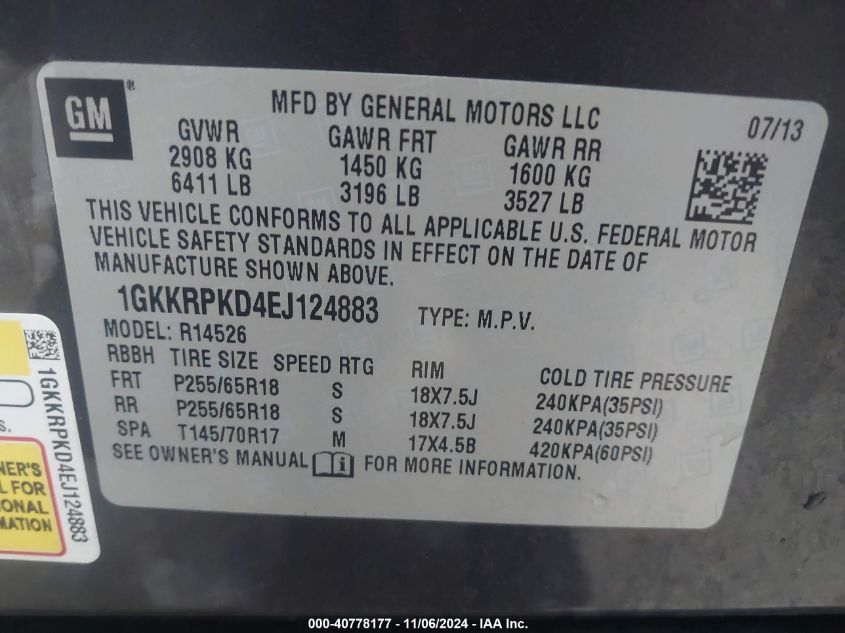 GM®
MFD BY GENERAL MOTORS LLC
07/13
GVWR GAWR FRT GAWR RR
2908 KG 1450 KG 1600 KG
6411 LB 3196 LB 3527 LB
THIS VEHICLE CONFORMS TO ALL APPLICABLE U.S. FEDERAL MOTOR
VEHICLE SAFETY STANDARDS IN EFFECT ON THE DATE OF
MANUFACTURE SHOWN ABOVE.
1GKKRPKD4EJ124883 TYPE: M.P.V.
MODEL: R14526
RBBH TIRE SIZE SPEED RTG RIM COLD TIRE PRESSURE
FRT P255/65R18 S 18X7.5J 240KPA(35PSI)
RR P255/65R18 S 18X7.5J 240KPA(35PSI)
SPA T145/70R17 M 17X4.5B 420KPA(60PSI)
SEE OWNER'S MANUAL FOR MORE INFORMATION.
1GKKRPKD4EJ124883
S.
NER'S
L FOR
ONAL
MATION
000-40778177 - 11/06/2024 - IAA Inc.